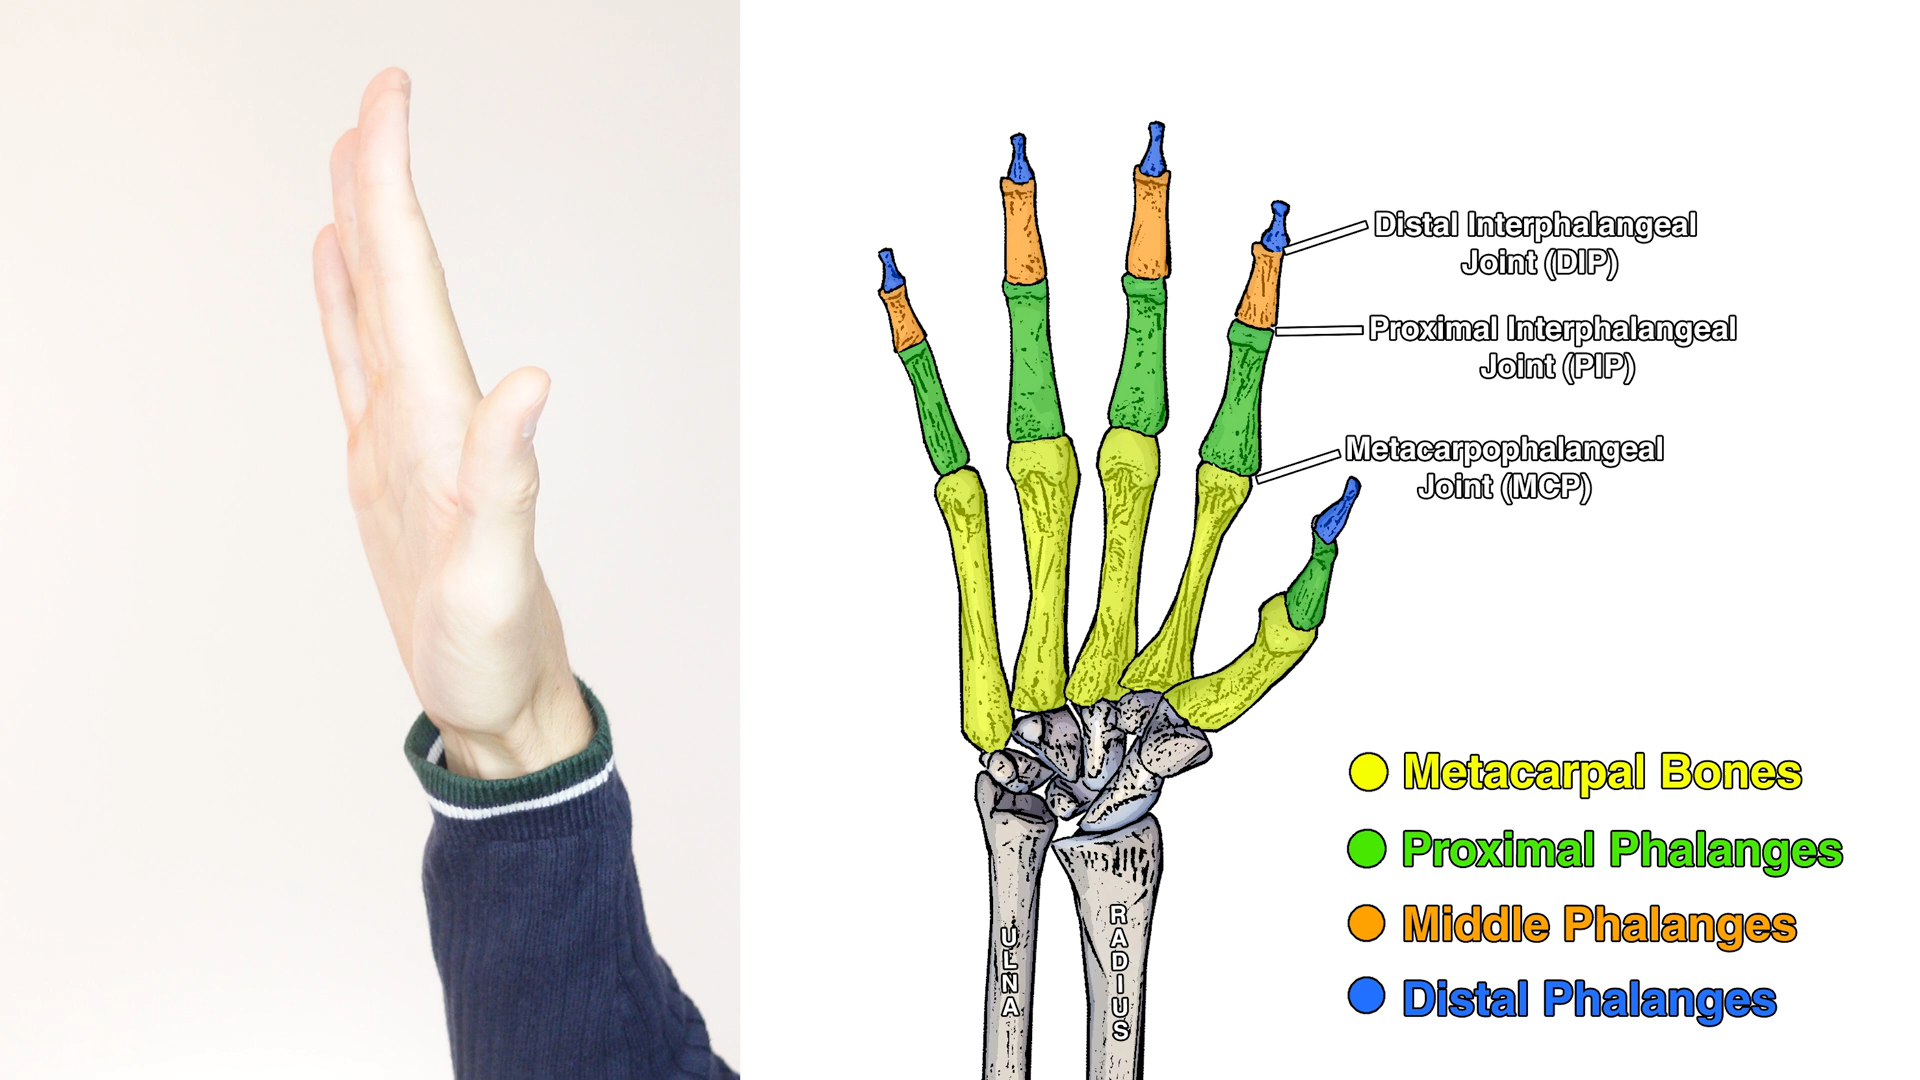 Distal Interphalangeal
Joint (DIP)
Proximal Interphalangeal
Joint (PIP)
Metacarpophalangeal
Joint (MCP)
Metacarpal Bones
Proximal Phalanges
Middle Phalanges
Distal Phalanges
ULNA
RADIUS